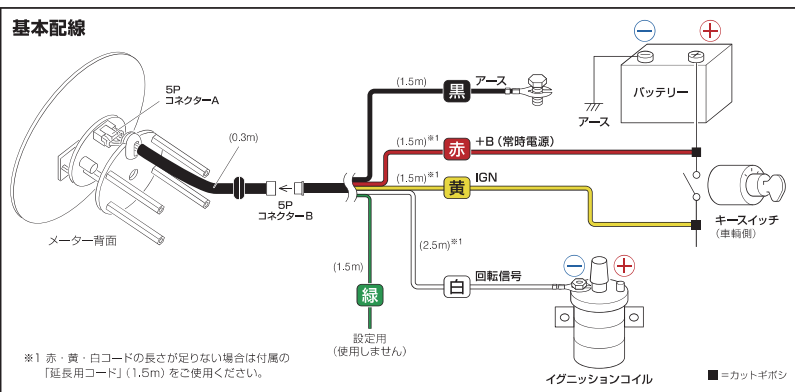 基本配線
5P
コネクターA
(0.3m)
5P
コネクターB
メーター背面
(1.5m)
黒
アース
(1.5m)※1
赤
+B（常時電源）
(1.5m)※1
黄
IGN
(2.5m)※1
白
回転信号
(1.5m)
緑
設定用
（使用しません）
−
+
バッテリー
アース
キースイッチ
（車輌側）
−
+
イグニッションコイル
※1 赤・黄・白コードの長さが足りない場合は付属の
「延長用コード」(1.5m) をご使用ください。
■=カットギボシ